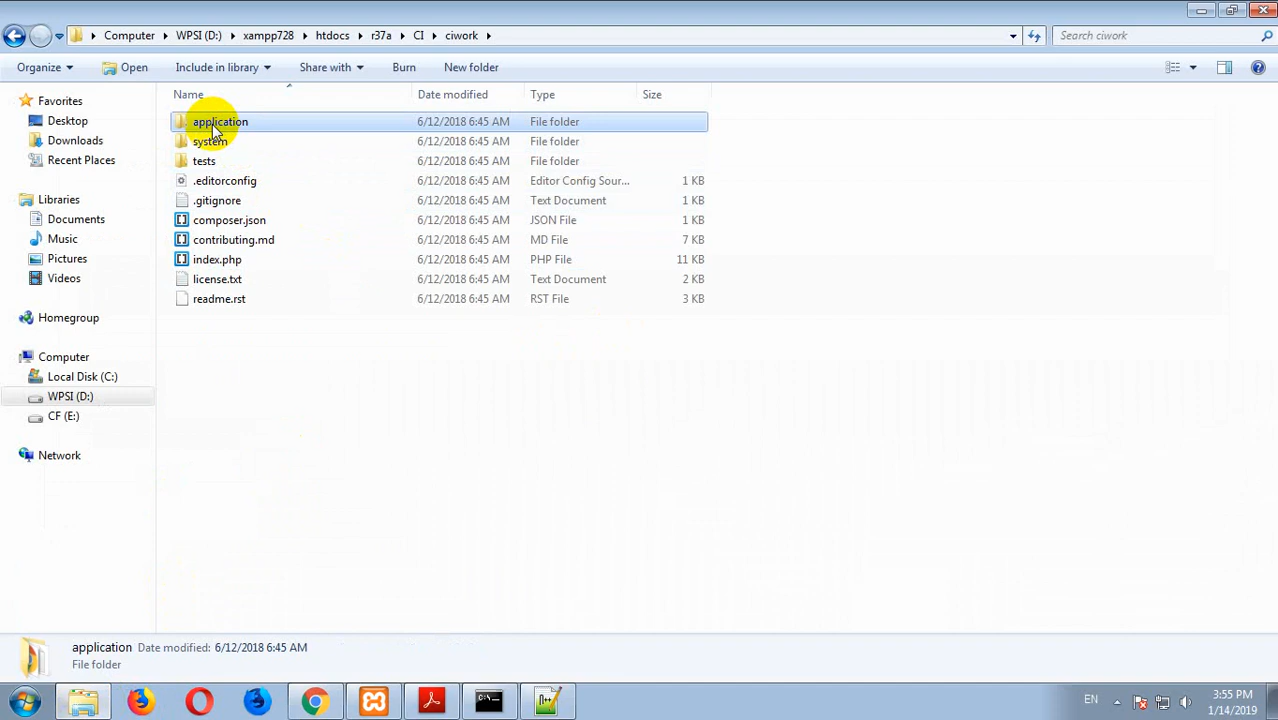 Computer WPSI (D:) xampp728 htdocs r37a CI ciwork
Search ciwork
Organize Open Include in library Share with Burn New folder
Name Date modified Type Size
Favorites
Desktop
Downloads
Recent Places
Libraries
Documents
Music
Pictures
Videos
Homegroup
Computer
Local Disk (C:)
WPSI (D:)
CF (E:)
Network
application 6/12/2018 6:45 AM File folder
system 6/12/2018 6:45 AM File folder
tests 6/12/2018 6:45 AM File folder
.editorconfig 6/12/2018 6:45 AM Editor Config Sour... 1 KB
.gitignore 6/12/2018 6:45 AM Text Document 1 KB
composer.json 6/12/2018 6:45 AM JSON File 1 KB
contributing.md 6/12/2018 6:45 AM MD File 7 KB
index.php 6/12/2018 6:45 AM PHP File 11 KB
license.txt 6/12/2018 6:45 AM Text Document 2 KB
readme.rst 6/12/2018 6:45 AM RST File 3 KB
application Date modified: 6/12/2018 6:45 AM
File folder
EN
3:55 PM
1/14/2019